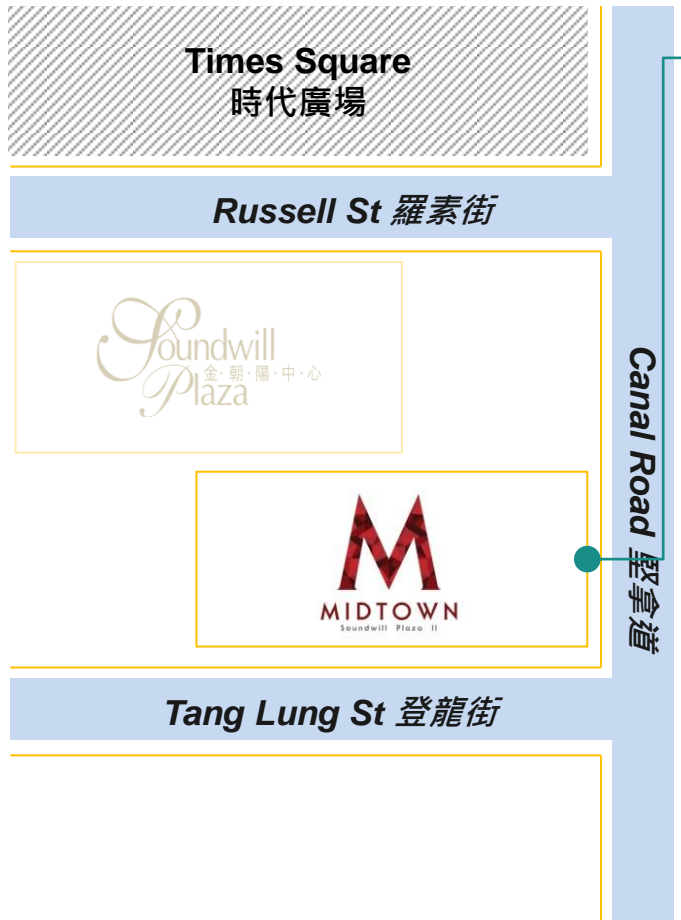 Times Square
時代廣場
Russell St 羅素街
Soundwill
金·朝·陽·中·心
Plaza
Canal Road 堅拿道
M
MIDTOWN
Soundwill Plaza II
Tang Lung St 登龍街